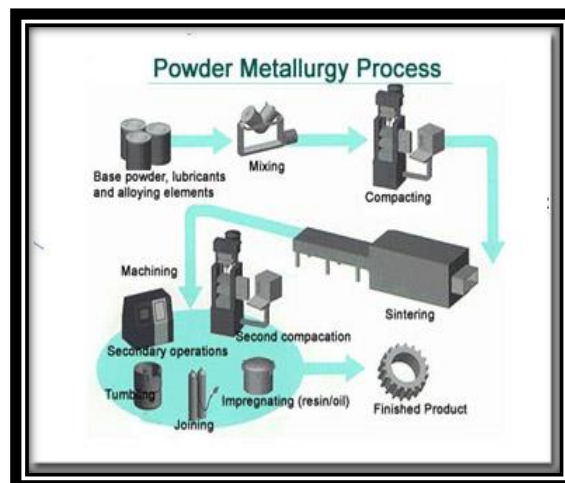 Powder Metallurgy Process
Base powder, lubricants
and alloying elements
Mixing
Compacting
Sintering
Machining
Second compacation
Secondary operations
Tumbling
Joining
Impregnating (resin/oil)
Finished Product